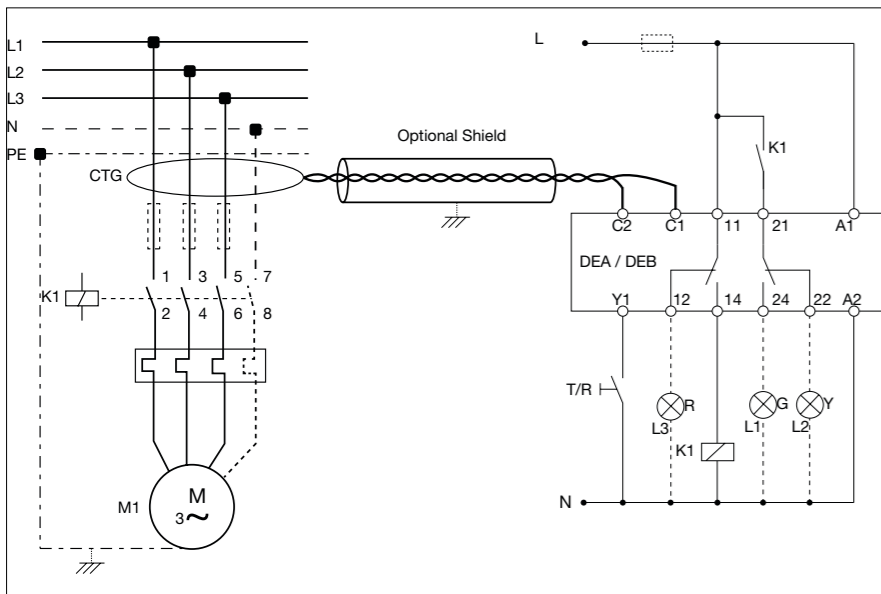 L1
L2
L3
N
PE
CTG
Optional Shield
L
K1
C2 C1 11 21 A1
DEA / DEB
Y1 12 14 24 22 A2
1 3 5 7
K1
2 4 6 8
T/R
R
L3
G
L1
Y
L2
K1
M1
M
3~
N